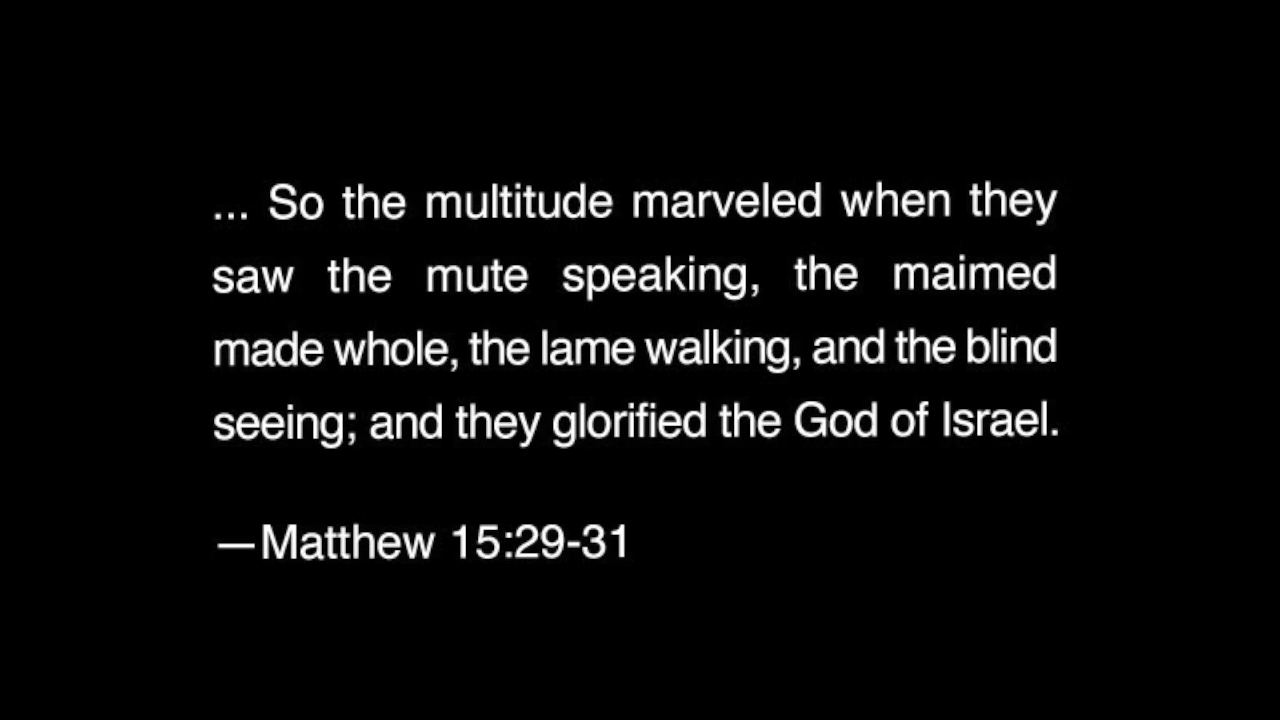 ... So the multitude marveled when they
saw the mute speaking, the maimed
made whole, the lame walking, and the blind
seeing; and they glorified the God of Israel.
—Matthew 15:29-31